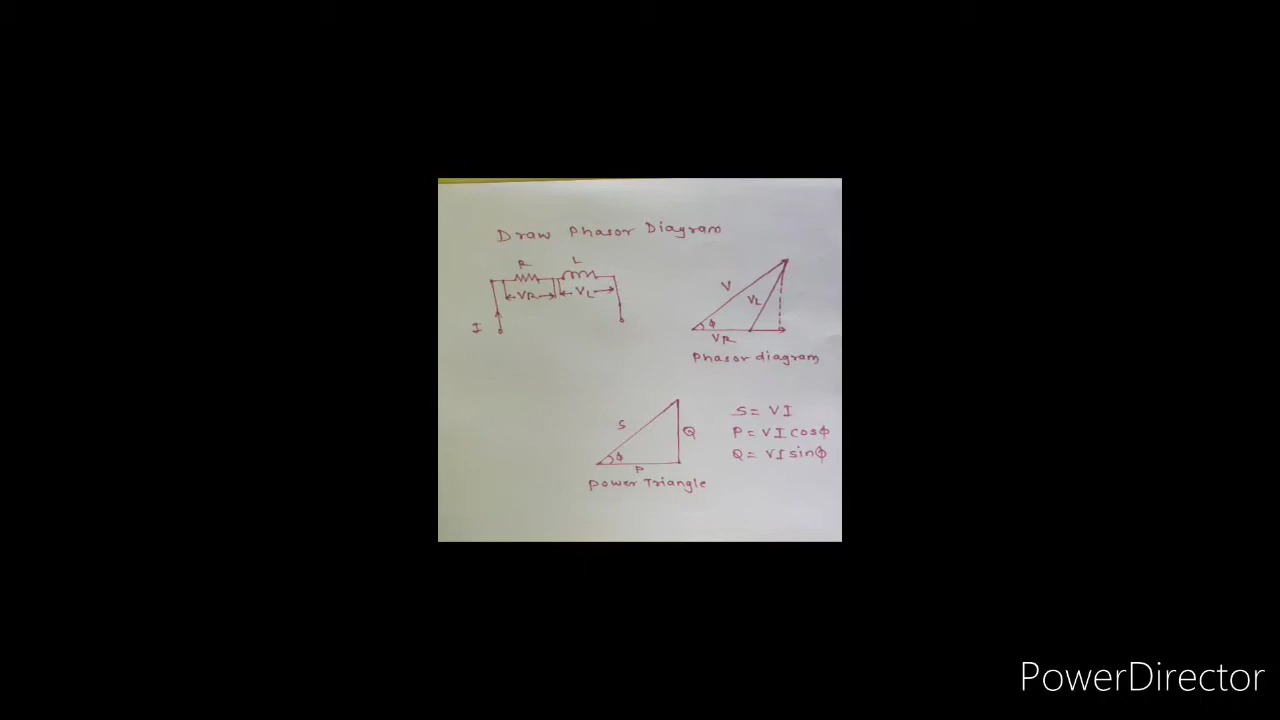 Draw Phasor Diagram
R
L
VR
VL
I
V
VL
φ
VR
Phasor diagram
S
Q
φ
P
Power Triangle
S = VI
P = VI cosφ
Q = VI sinφ
PowerDirector